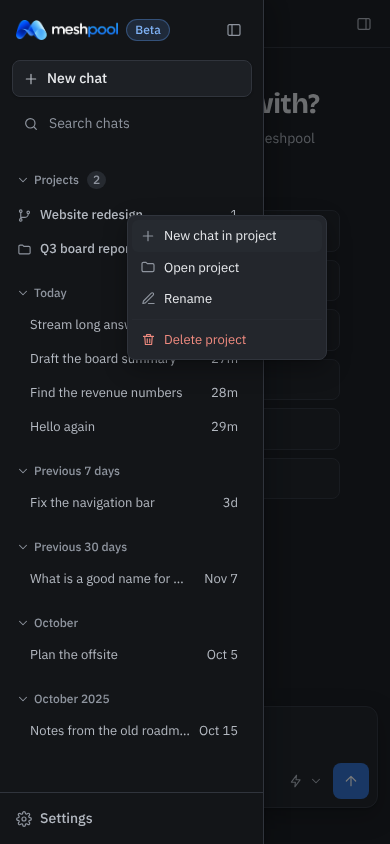 meshpool Beta
New chat
with?
Search chats
eshpool
Projects 2
Website redesign 1
New chat in project
Q3 board repor
Open project
Today
Rename
Stream long answ
Delete project
Draft the board summary 27m
Find the revenue numbers 28m
Hello again 29m
Previous 7 days
Fix the navigation bar 3d
Previous 30 days
What is a good name for ... Nov 7
October
Plan the offsite Oct 5
October 2025
Notes from the old roadm... Oct 15
Settings